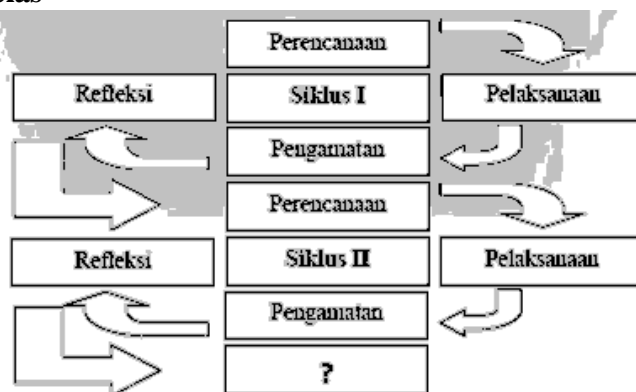 Perencanaan
Refleksi
Siklus I
Pelaksanaan
Pengamatan
Perencanaan
Refleksi
Siklus II
Pelaksanaan
Pengamatan
?